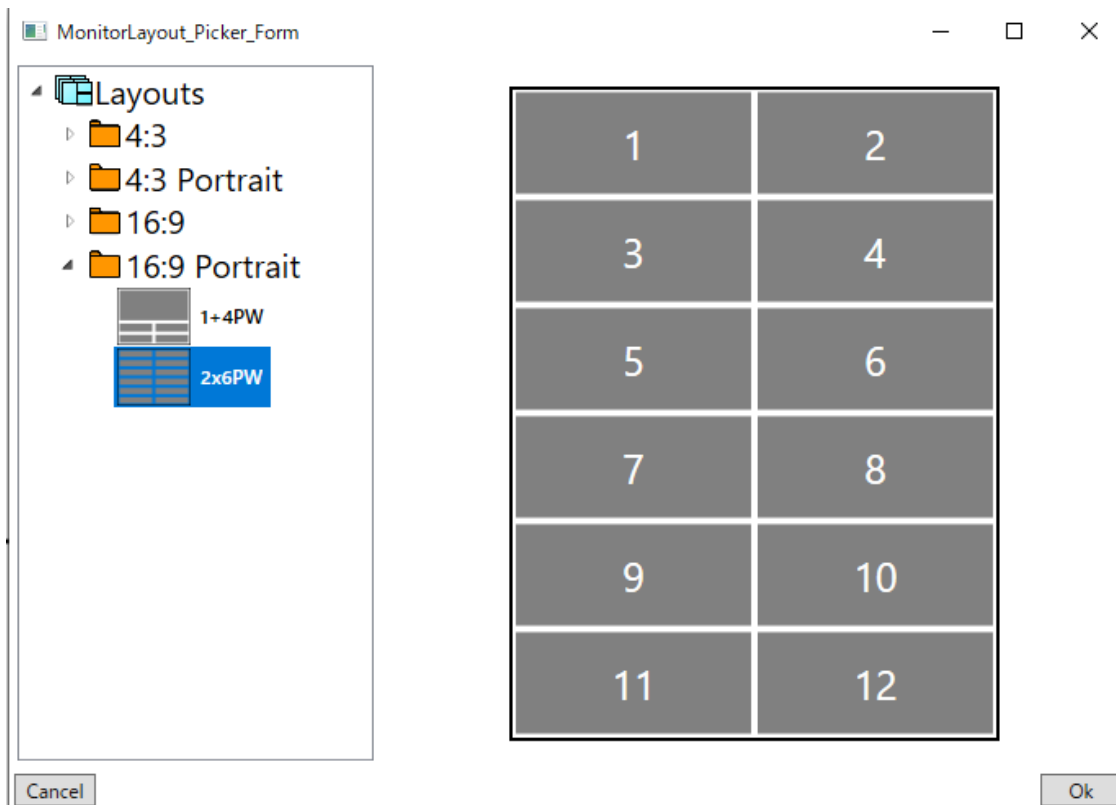 MonitorLayout_Picker_Form
Layouts
4:3
4:3 Portrait
16:9
16:9 Portrait
1+4PW
2x6PW
1 2
3 4
5 6
7 8
9 10
11 12
Cancel Ok